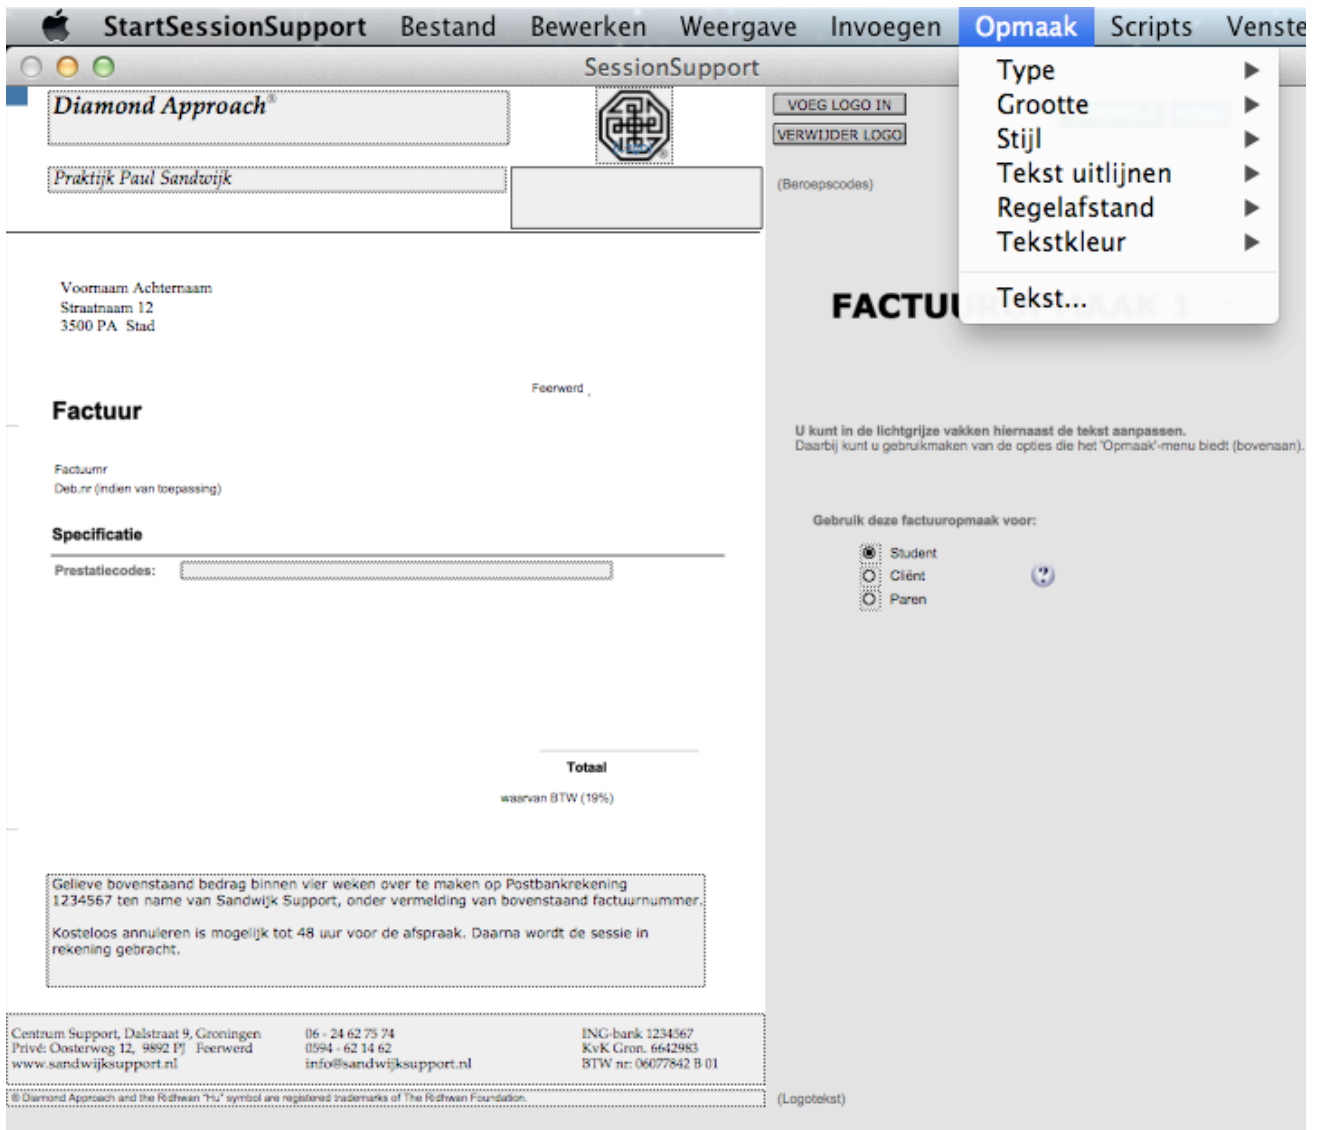 StartSessionSupport Bestand Bewerken Weergave Invoegen Opmaak Scripts Venste
SessionSupport
Type
Grootte
Stijl
Tekst uitlijnen
Regelafstand
Tekstkleur
Tekst...
Diamond Approach®
VOEG LOGO IN
VERWIJDER LOGO
Praktijk Paul Sandwijk
(Beroepscodes)
Voornaam Achternaam
Straatnaam 12
3500 PA Stad
FACTUUROPMAAK 1
Feerwerd ,
Factuur
U kunt in de lichtgrijze vakken hiernaast de tekst aanpassen.
Daarbij kunt u gebruikmaken van de opties die het 'Opmaak'-menu biedt (bovenaan).
Factuurnr
Deb.nr (indien van toepassing)
Gebruik deze factuuropmaak voor:
Specificatie
Student
Prestatiecodes:
Cliënt
?
Paren
Totaal
waarvan BTW (19%)
Gelieve bovenstaand bedrag binnen vier weken over te maken op Postbankrekening
1234567 ten name van Sandwijk Support, onder vermelding van bovenstaand factuurnummer.
Kosteloos annuleren is mogelijk tot 48 uur voor de afspraak. Daarna wordt de sessie in
rekening gebracht.
Centrum Support, Dalstraat 9, Groningen 06 - 24 62 75 74 ING-bank 1234567
Privé: Oosterweg 12, 9892 PJ Feerwerd 0594 - 62 14 62 KvK Gron. 6642983
www.sandwijksupport.nl info@sandwijksupport.nl BTW nr: 06077842 B 01
® Diamond Approach and the Ridhwan "Hu" symbol are registered trademarks of The Ridhwan Foundation.
(Logotekst)